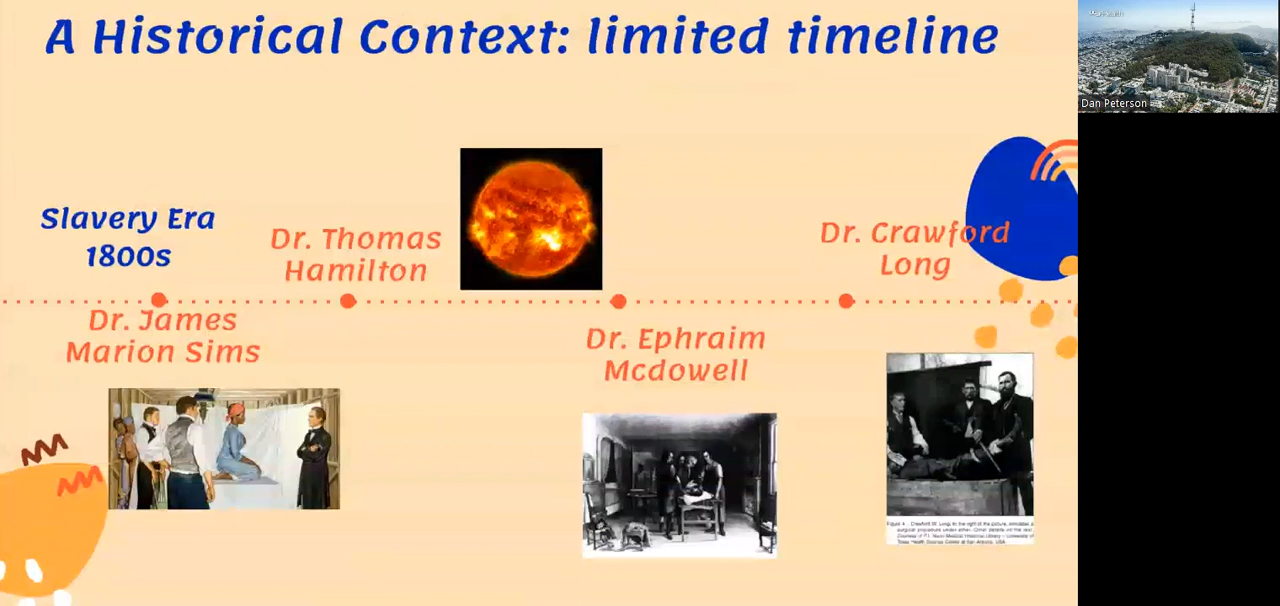 A Historical Context: limited timeline
Slavery Era
1800s
Dr. James
Marion Sims
Dr. Thomas
Hamilton
Dr. Ephraim
Mcdowell
Dr. Crawford
Long
Health
Dan Peterson